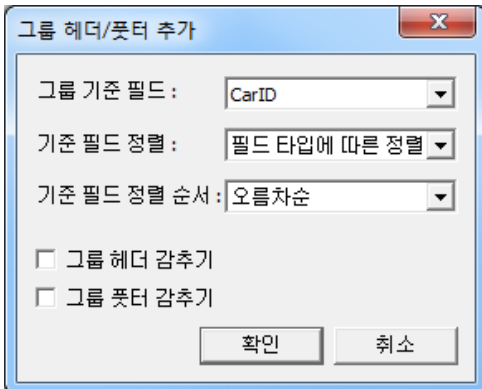 그룹 헤더/풋터 추가
그룹 기준 필드 : CarID
기준 필드 정렬 : 필드 타입에 따른 정렬
기준 필드 정렬 순서 : 오름차순
그룹 헤더 감추기
그룹 풋터 감추기
확인 취소